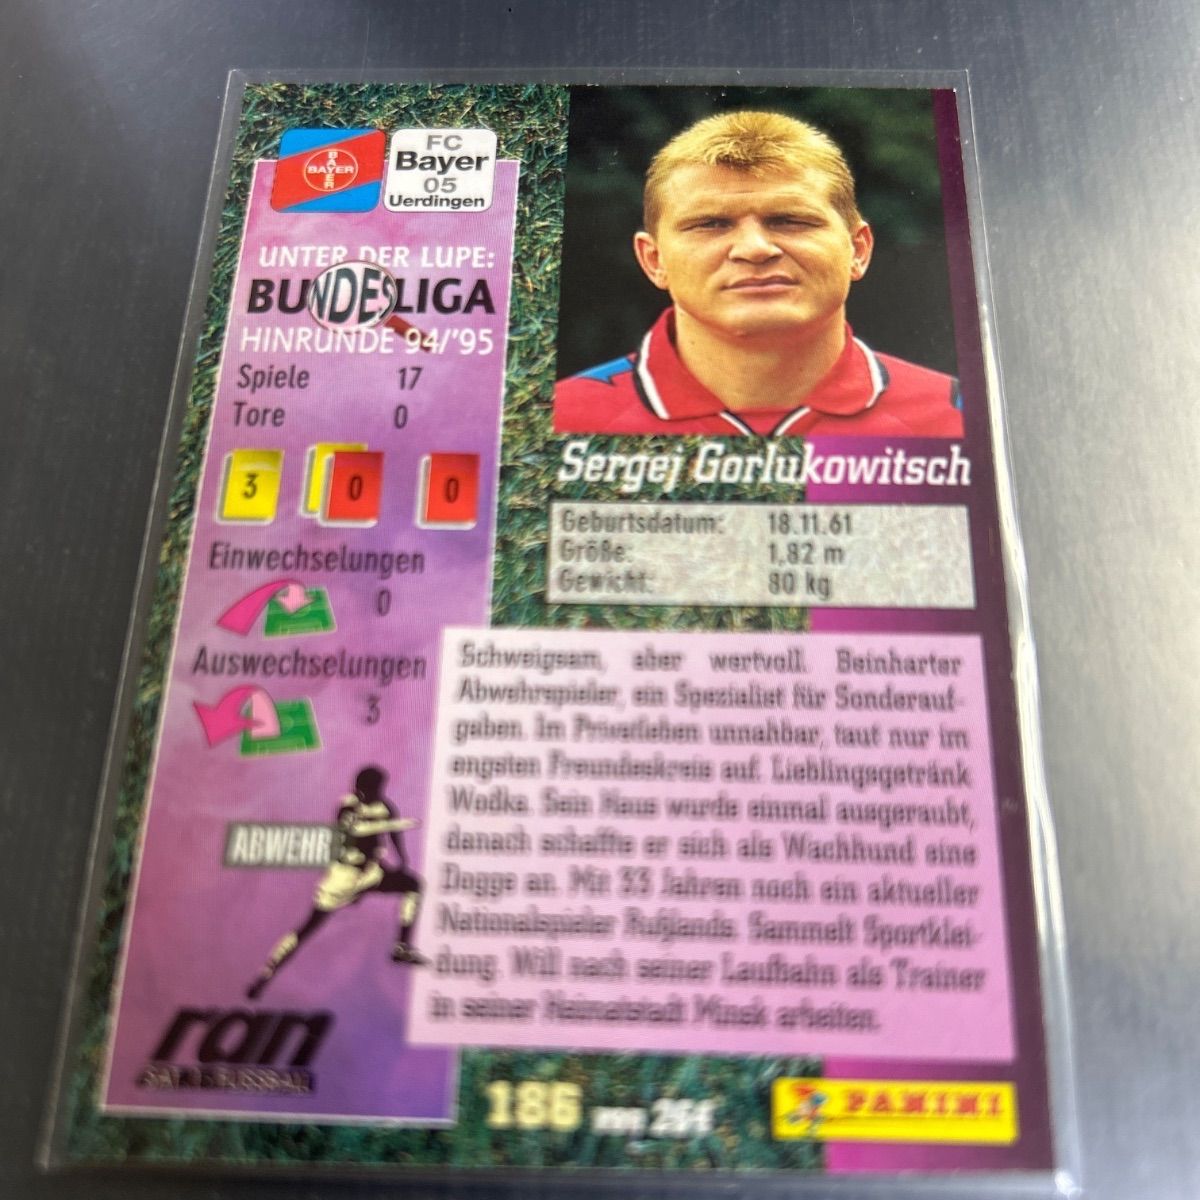 BAYER
BAYER
FC
Bayer
05
Uerdingen
UNTER DER LUPE:
BUNDESLIGA
HINRUNDE 94/'95
Spiele 17
Tore 0
3 0 0
Einwechselungen
0
Auswechselungen
3
ABWEHR
ran
Sergej Gorlukowitsch
Geburtsdatum: 18.11.61
Größe: 1,82 m
Gewicht: 80 kg
Schweigsam, aber wertvoll. Beinharter
Abwehrspieler, ein Spezialist für Sonderauf-
gaben. Im Privatleben unnahbar, taut nur im
engsten Freundeskreis auf. Lieblingsgetränk
Wodka. Sein Haus wurde einmal ausgeraubt,
danach schaffte er sich als Wachhund eine
Dogge an. Mit 33 Jahren noch ein aktueller
Nationalspieler Rußlands. Sammelt Sportklei-
dung. Will nach seiner Laufbahn als Trainer
in seiner Heimatstadt Minsk arbeiten.
186 von
PANINI